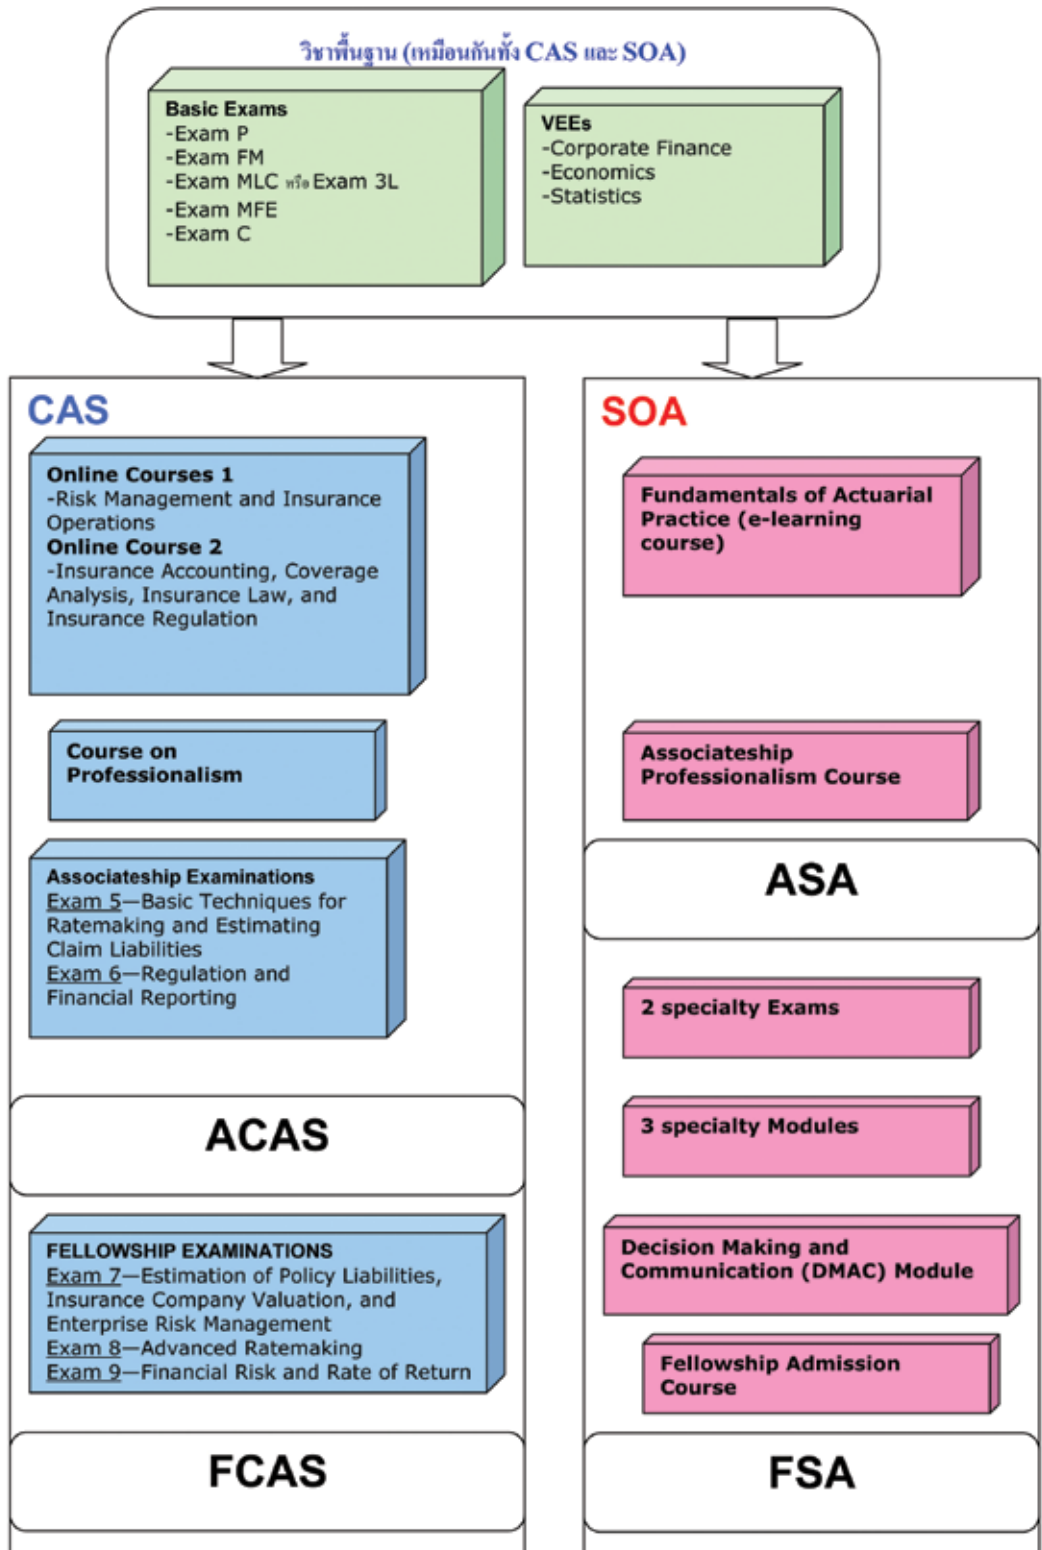 วิชาพื้นฐาน (เหมือนกันทั้ง CAS และ SOA)
Basic Exams
-Exam P
-Exam FM
-Exam MLC หรือ Exam 3L
-Exam MFE
-Exam C
VEEs
-Corporate Finance
-Economics
-Statistics
CAS
Online Courses 1
-Risk Management and Insurance
Operations
Online Course 2
-Insurance Accounting, Coverage
Analysis, Insurance Law, and
Insurance Regulation
Course on
Professionalism
Associateship Examinations
Exam 5—Basic Techniques for
Ratemaking and Estimating
Claim Liabilities
Exam 6—Regulation and
Financial Reporting
ACAS
FELLOWSHIP EXAMINATIONS
Exam 7—Estimation of Policy Liabilities,
Insurance Company Valuation, and
Enterprise Risk Management
Exam 8—Advanced Ratemaking
Exam 9—Financial Risk and Rate of Return
FCAS
SOA
Fundamentals of Actuarial
Practice (e-learning
course)
Associateship
Professionalism Course
ASA
2 specialty Exams
3 specialty Modules
Decision Making and
Communication (DMAC) Module
Fellowship Admission
Course
FSA